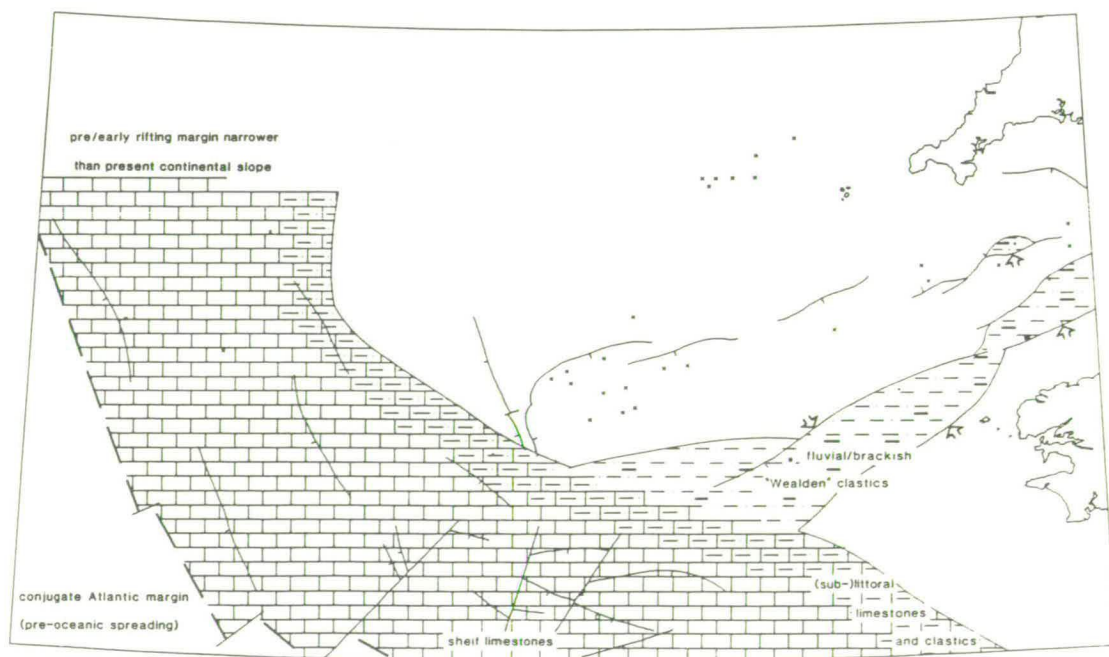 pre/early rifting margin narrower
than present continental slope
fluvial/brackish
"Wealden" clastics
(sub-)littoral
limestones
and clastics
conjugate Atlantic margin
(pre-oceanic spreading)
shelf limestones